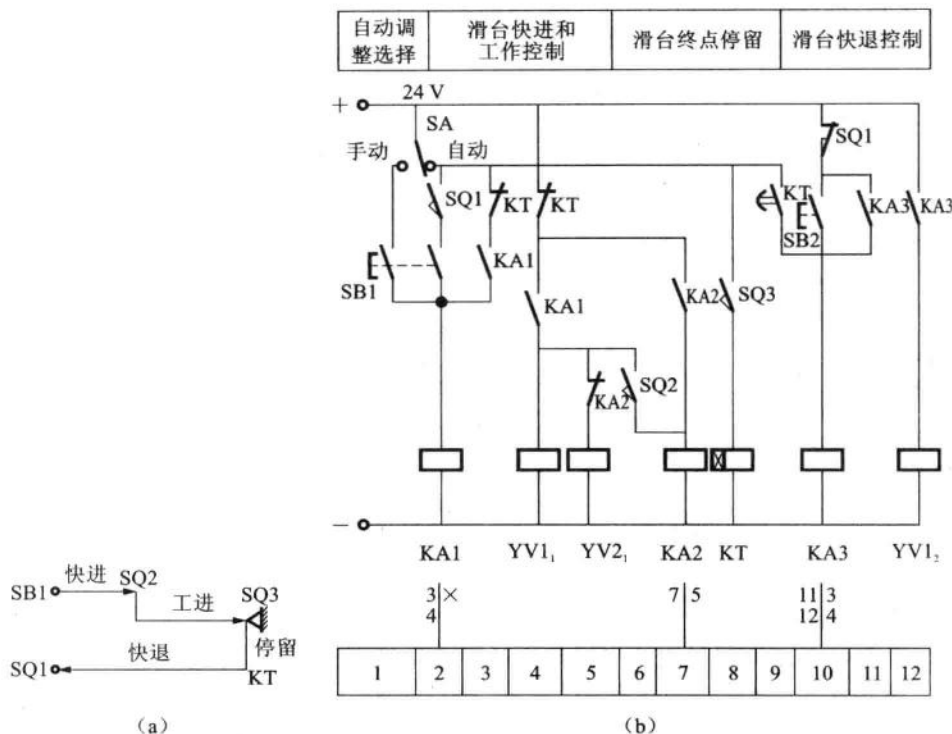 自动调
整选择
滑台快进和
工作控制
滑台终点停留
滑台快退控制
24 V
+
SA
手动
自动
SQ1
SQ1
KT
KT
KT
KA3
KA3
SB2
SB1
KA1
KA1
KA2
SQ3
KA2
SQ2
−
KA1
YV1₁
YV2₁
KA2
KT
KA3
YV1₂
3 ×
4
7 5
11 3
12 4
1 2 3 4 5 6 7 8 9 10 11 12
(b)
SB1
快进
SQ2
工进
SQ3
停留
SQ1
快退
KT
(a)